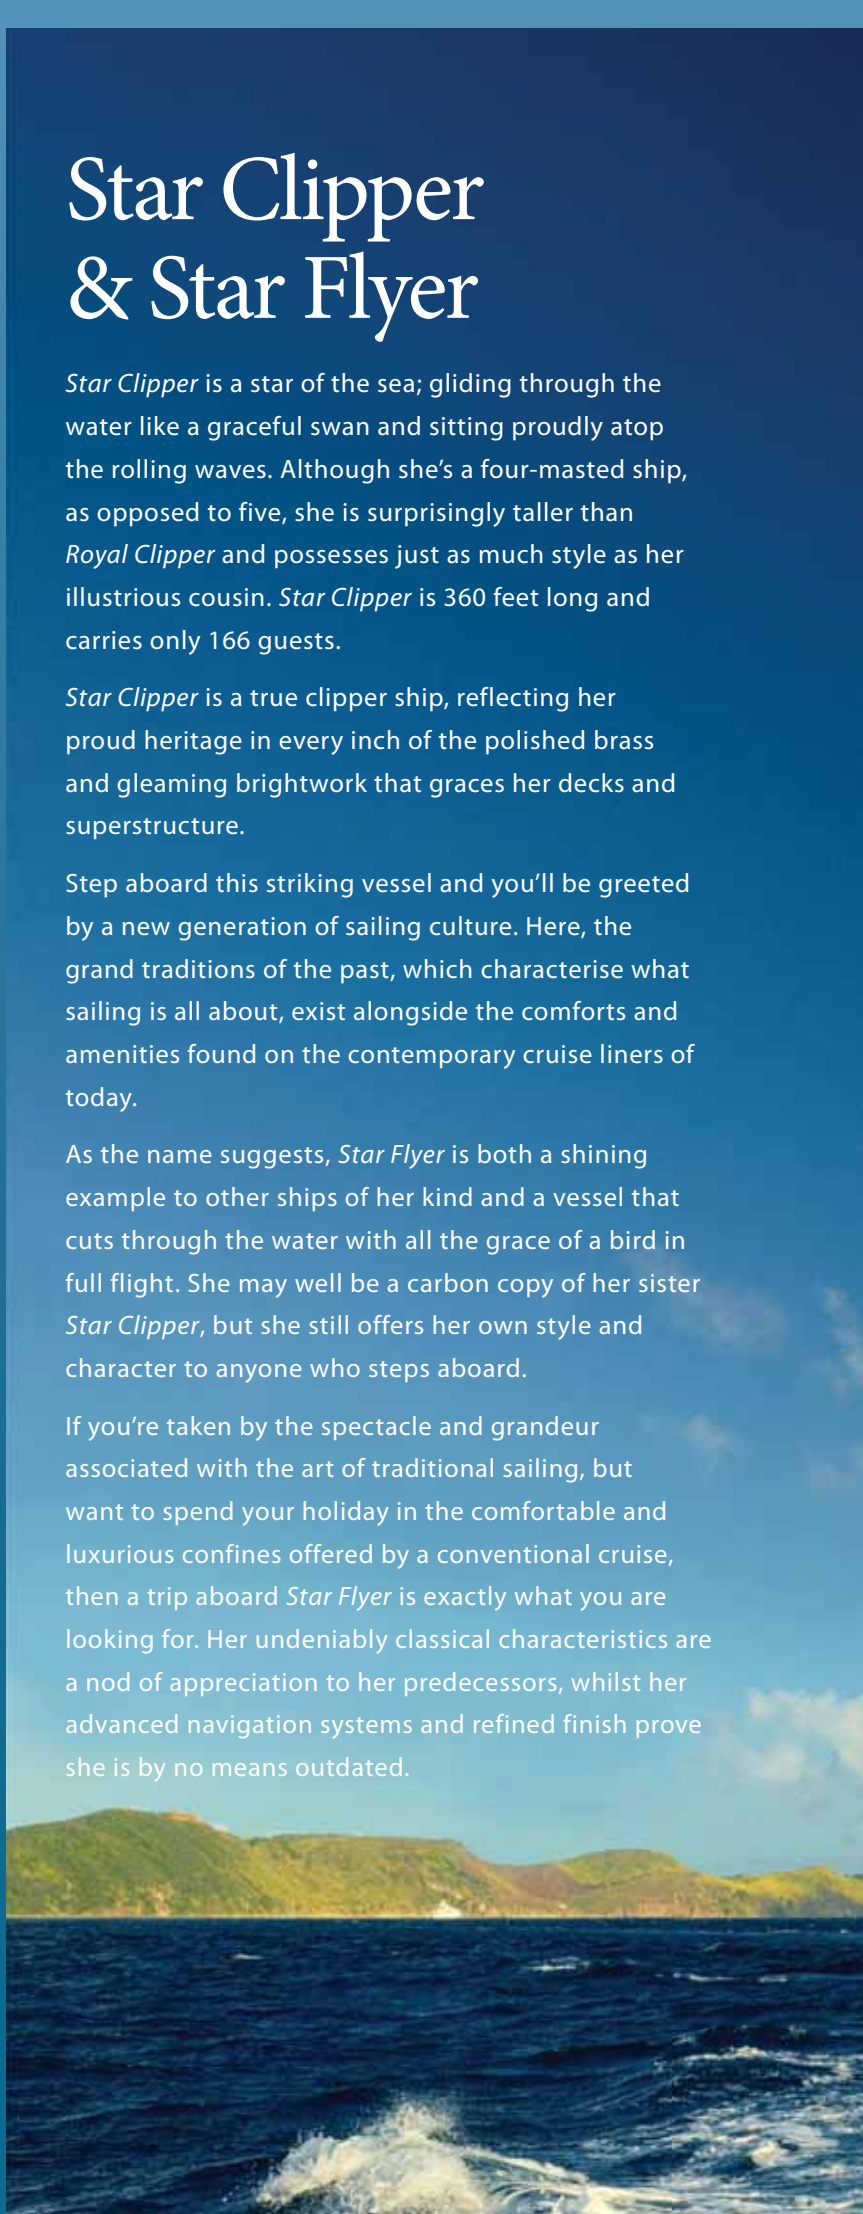 Star Clipper
& Star Flyer
Star Clipper is a star of the sea; gliding through the
water like a graceful swan and sitting proudly atop
the rolling waves. Although she’s a four-masted ship,
as opposed to five, she is surprisingly taller than
Royal Clipper and possesses just as much style as her
illustrious cousin. Star Clipper is 360 feet long and
carries only 166 guests.
Star Clipper is a true clipper ship, reflecting her
proud heritage in every inch of the polished brass
and gleaming brightwork that graces her decks and
superstructure.
Step aboard this striking vessel and you’ll be greeted
by a new generation of sailing culture. Here, the
grand traditions of the past, which characterise what
sailing is all about, exist alongside the comforts and
amenities found on the contemporary cruise liners of
today.
As the name suggests, Star Flyer is both a shining
example to other ships of her kind and a vessel that
cuts through the water with all the grace of a bird in
full flight. She may well be a carbon copy of her sister
Star Clipper, but she still offers her own style and
character to anyone who steps aboard.
If you’re taken by the spectacle and grandeur
associated with the art of traditional sailing, but
want to spend your holiday in the comfortable and
luxurious confines offered by a conventional cruise,
then a trip aboard Star Flyer is exactly what you are
looking for. Her undeniably classical characteristics are
a nod of appreciation to her predecessors, whilst her
advanced navigation systems and refined finish prove
she is by no means outdated.